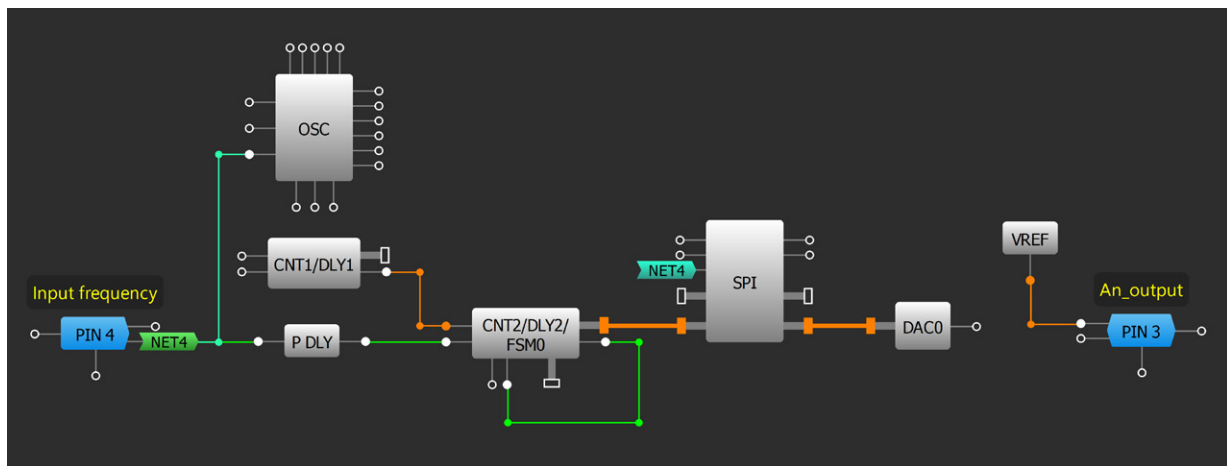 OSC
CNT1/DLY1
Input frequency
PIN 4
NET4
P DLY
CNT2/DLY2/
FSM0
NET4
SPI
DAC0
VREF
An_output
PIN 3